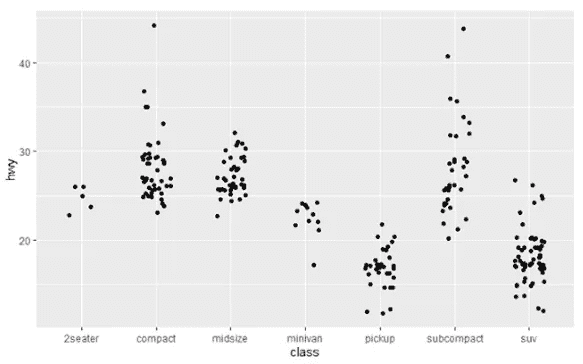 hwy
40
30
20
2seater compact midsize minivan pickup subcompact suv
class